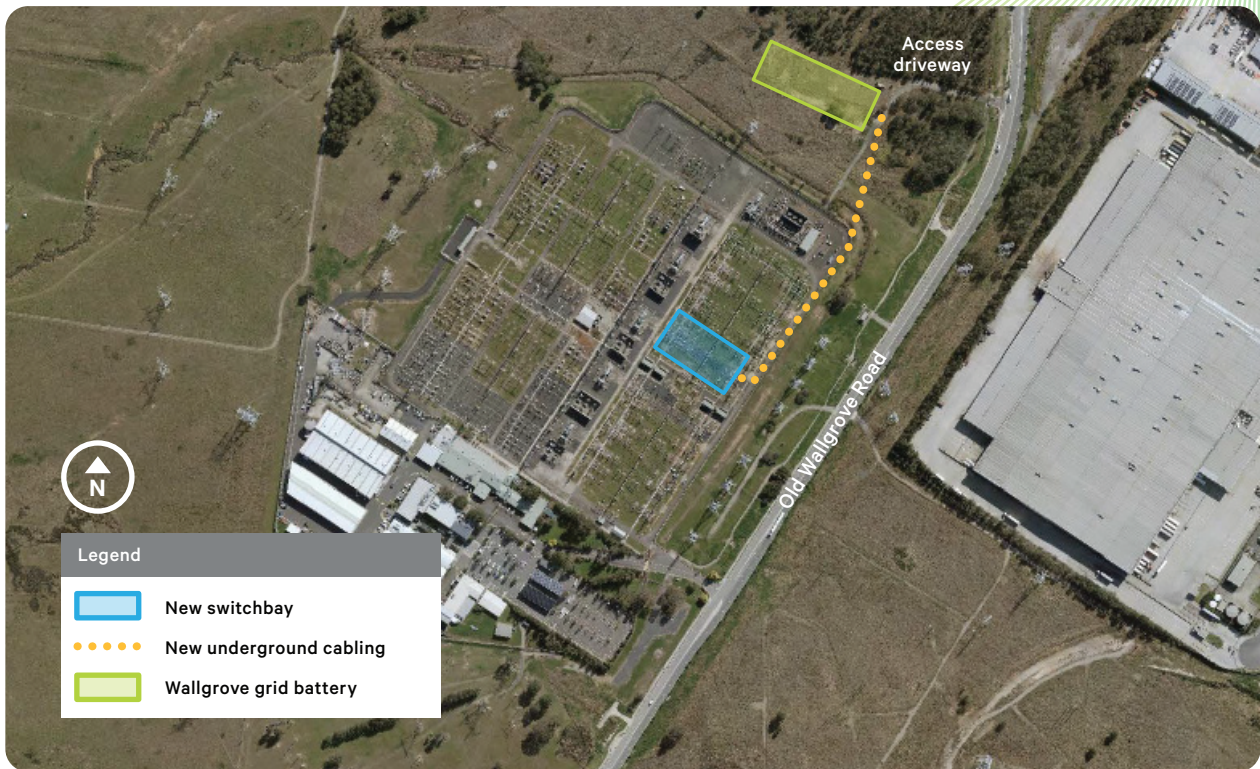 Access
driveway
Old Wallgrove Road
N
Legend
New switchbay
New underground cabling
Wallgrove grid battery